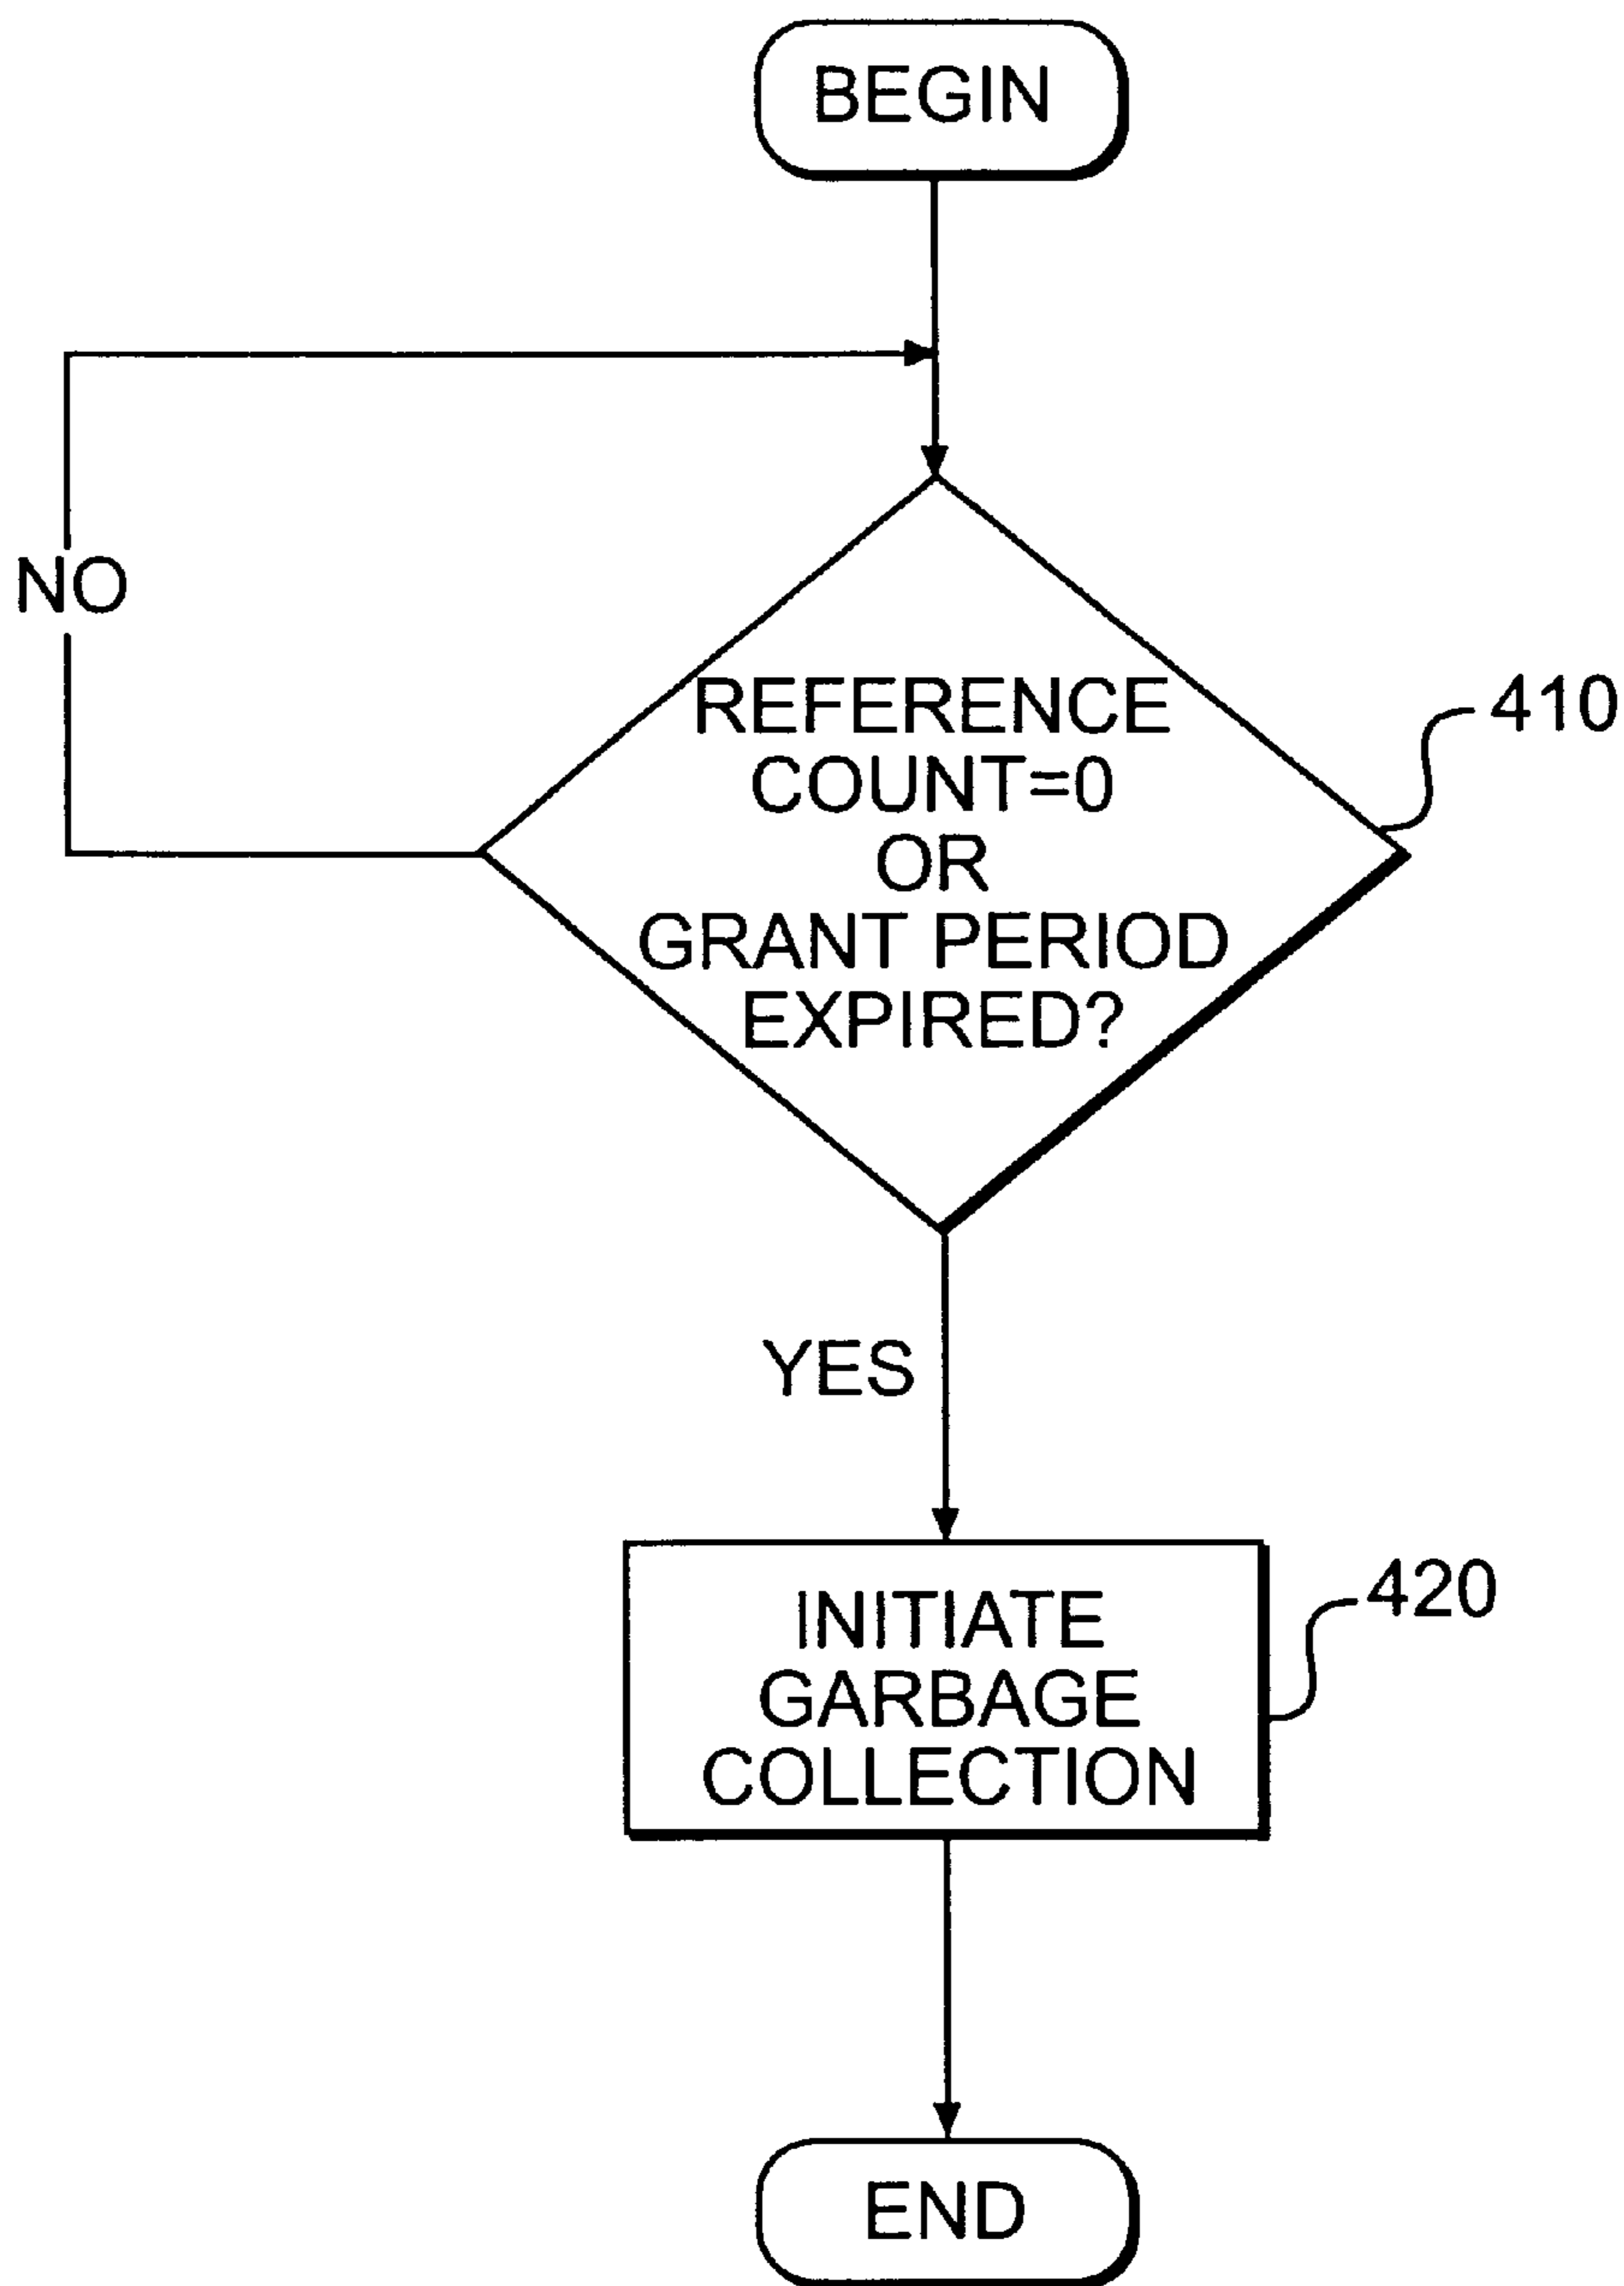 BEGIN
NO
REFERENCE
COUNT=0
OR
GRANT PERIOD
EXPIRED?
410
YES
INITIATE
GARBAGE
COLLECTION
420
END